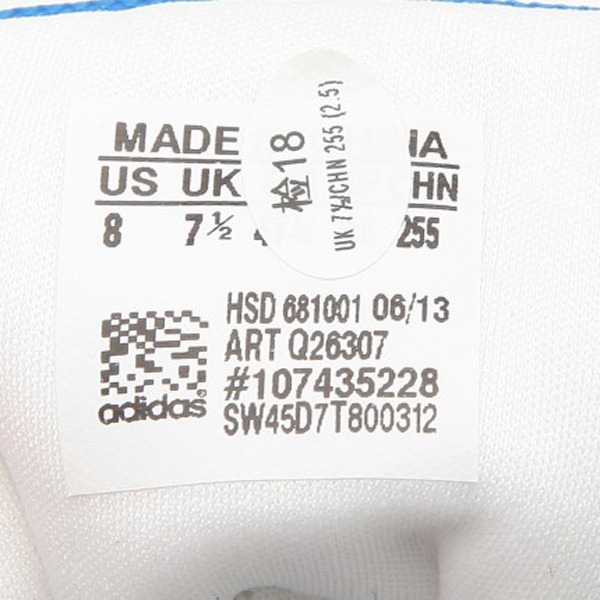 MADE
US UK HN
8 7½ 255
检18
UK 7½/CHN 255 (2.5)
HSD 681001 06/13
ART Q26307
#107435228
adidas
SW45D7T800312